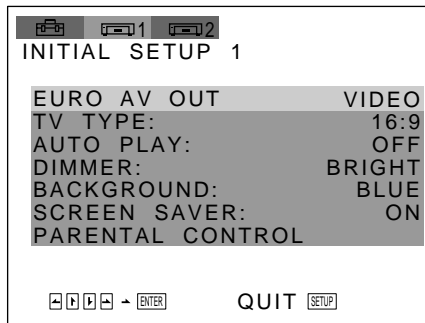 1 2
INITIAL SETUP 1
EURO AV OUT VIDEO
TV TYPE: 16:9
AUTO PLAY: OFF
DIMMER: BRIGHT
BACKGROUND: BLUE
SCREEN SAVER: ON
PARENTAL CONTROL
ENTER QUIT SETUP